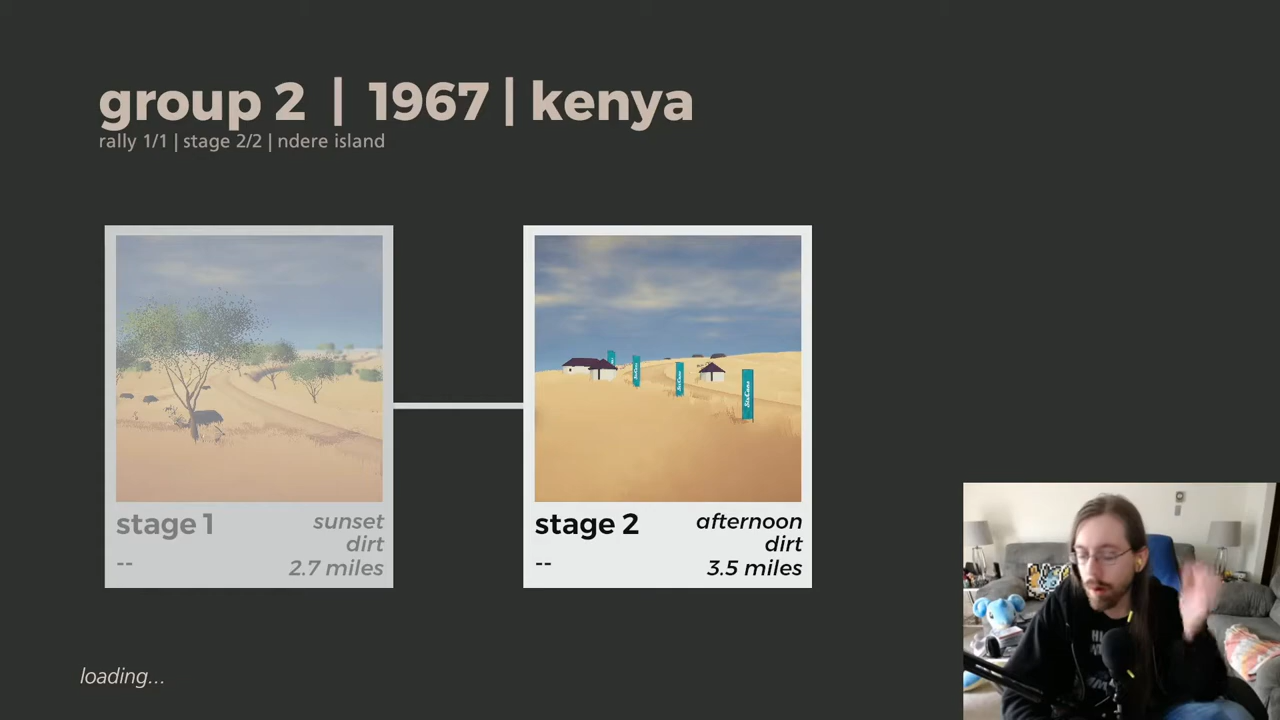 group 2 | 1967 | kenya
rally 1/1 | stage 2/2 | ndere island
stage 1
sunset
dirt
--
2.7 miles
stage 2
afternoon
dirt
--
3.5 miles
loading...